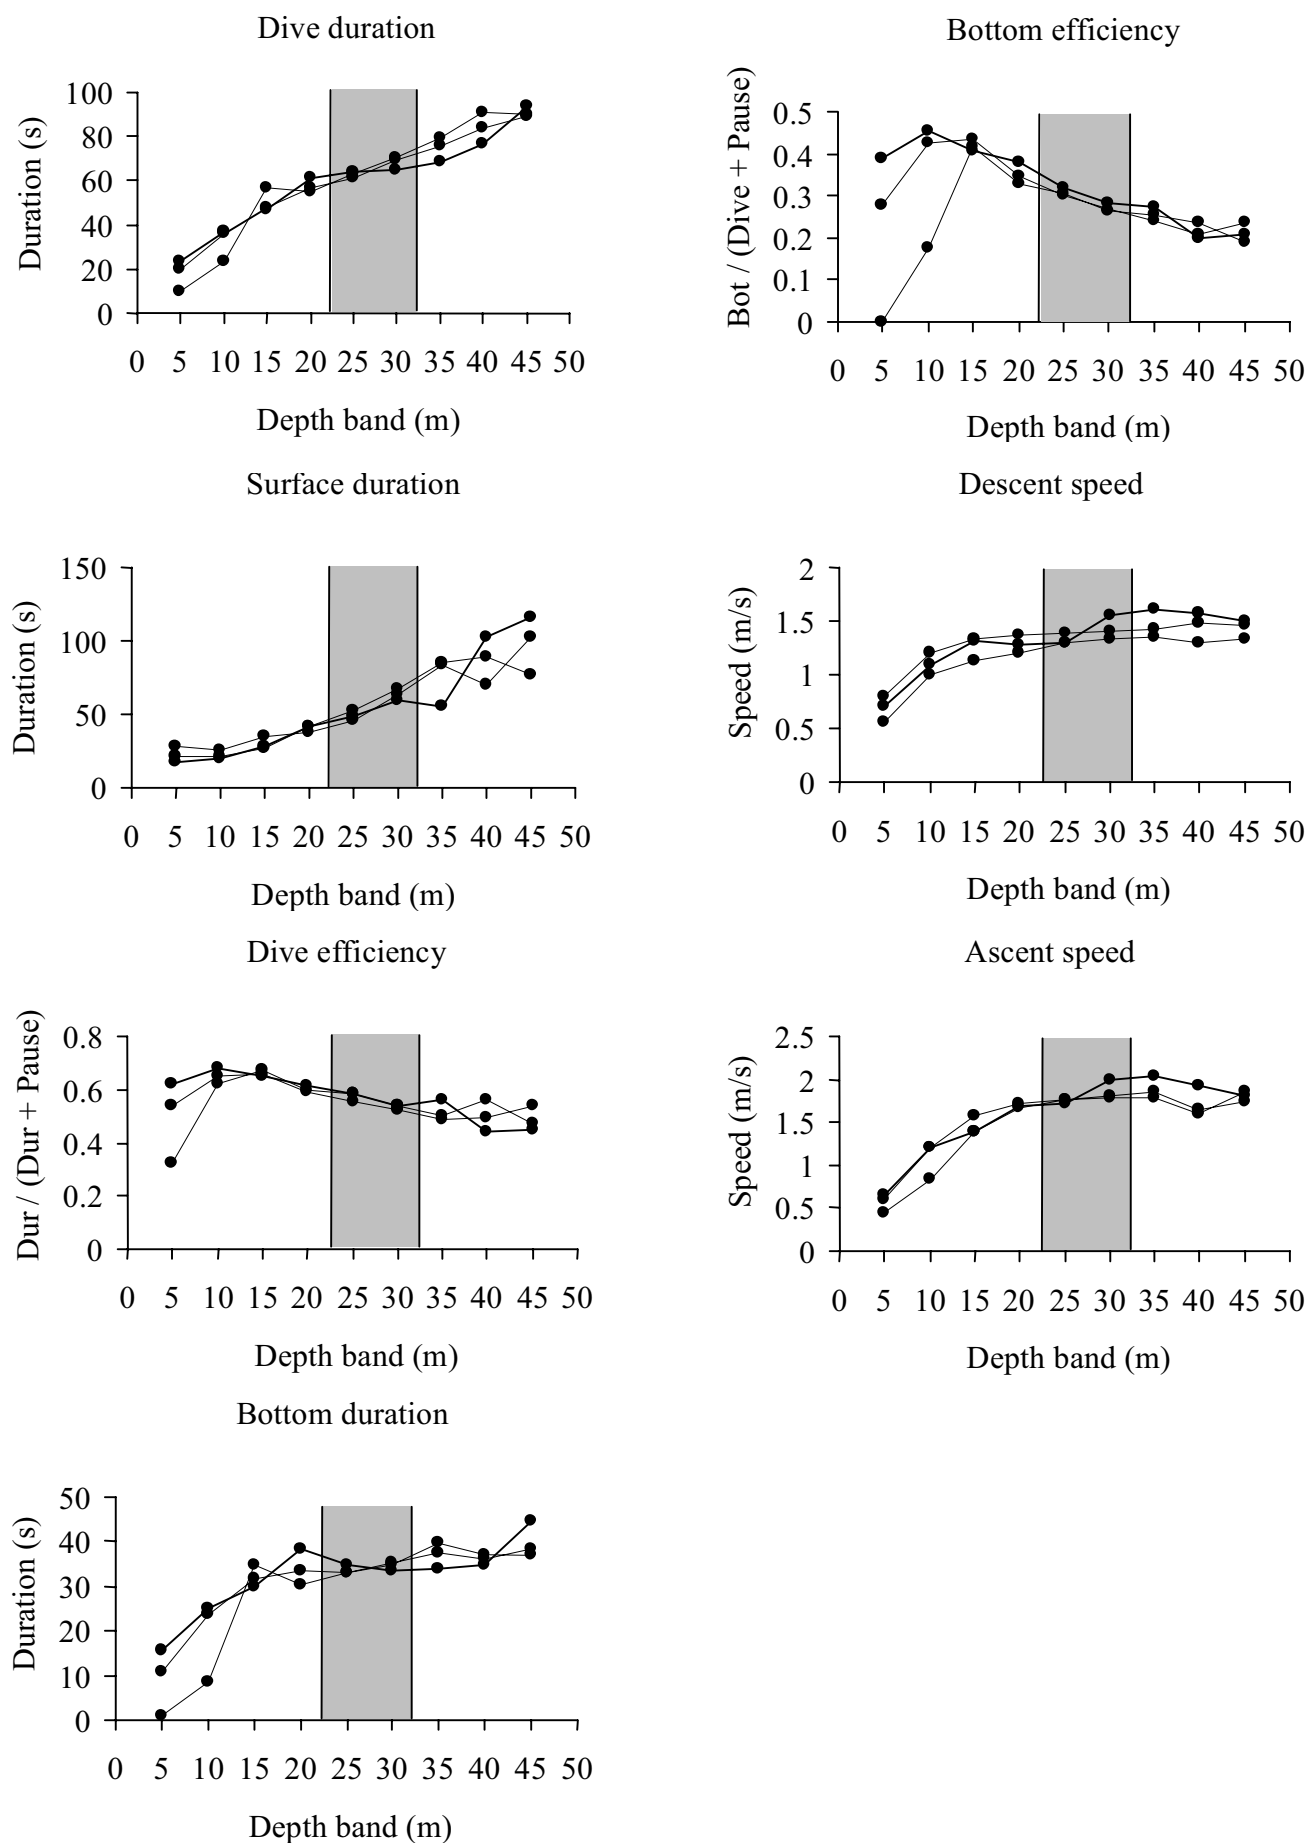 Dive duration
Duration (s)
100
80
60
40
20
0
0 5 10 15 20 25 30 35 40 45 50
Depth band (m)
Bottom efficiency
Bot / (Dive + Pause)
0.5
0.4
0.3
0.2
0.1
0
0 5 10 15 20 25 30 35 40 45 50
Depth band (m)
Surface duration
Duration (s)
150
100
50
0
0 5 10 15 20 25 30 35 40 45 50
Depth band (m)
Descent speed
Speed (m/s)
2
1.5
1
0.5
0
0 5 10 15 20 25 30 35 40 45 50
Depth band (m)
Dive efficiency
Dur / (Dur + Pause)
0.8
0.6
0.4
0.2
0
0 5 10 15 20 25 30 35 40 45 50
Depth band (m)
Ascent speed
Speed (m/s)
2.5
2
1.5
1
0.5
0
0 5 10 15 20 25 30 35 40 45 50
Depth band (m)
Bottom duration
Duration (s)
50
40
30
20
10
0
0 5 10 15 20 25 30 35 40 45 50
Depth band (m)